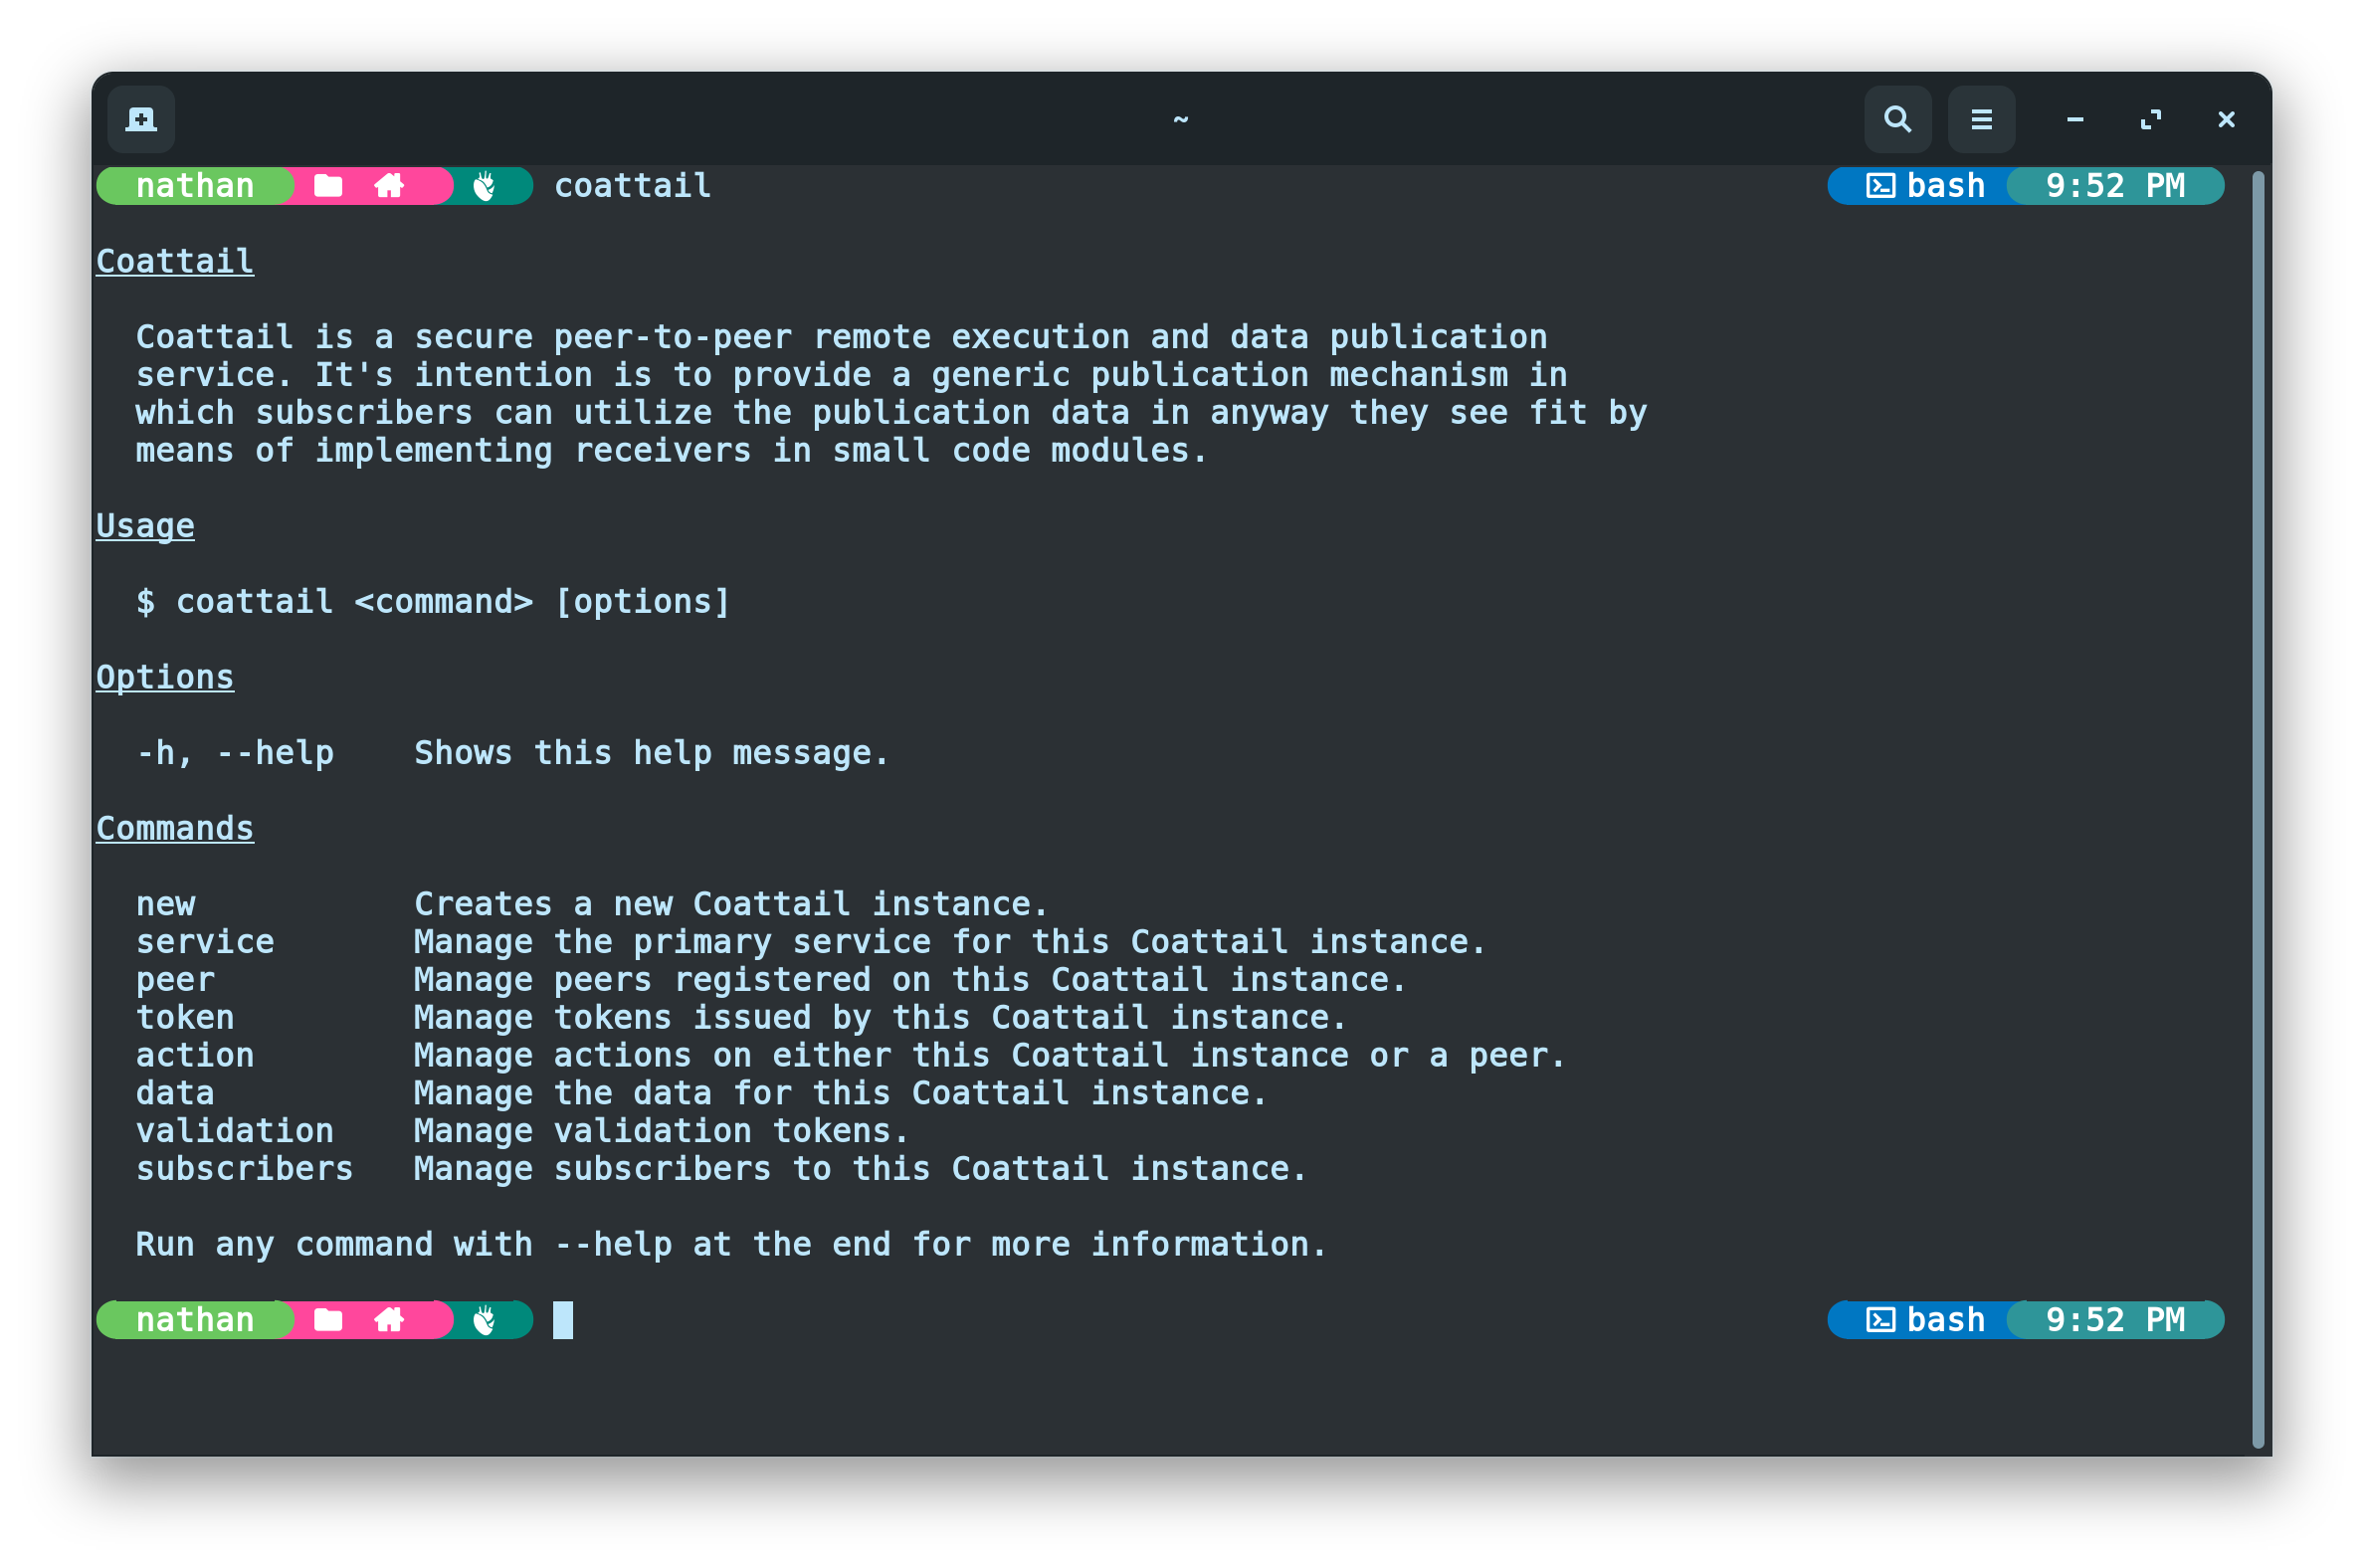 ~
nathan coattail bash 9:52 PM
Coattail
Coattail is a secure peer-to-peer remote execution and data publication
service. It's intention is to provide a generic publication mechanism in
which subscribers can utilize the publication data in anyway they see fit by
means of implementing receivers in small code modules.
Usage
$ coattail <command> [options]
Options
-h, --help    Shows this help message.
Commands
new           Creates a new Coattail instance.
service       Manage the primary service for this Coattail instance.
peer          Manage peers registered on this Coattail instance.
token         Manage tokens issued by this Coattail instance.
action        Manage actions on either this Coattail instance or a peer.
data          Manage the data for this Coattail instance.
validation    Manage validation tokens.
subscribers   Manage subscribers to this Coattail instance.
Run any command with --help at the end for more information.
nathan bash 9:52 PM